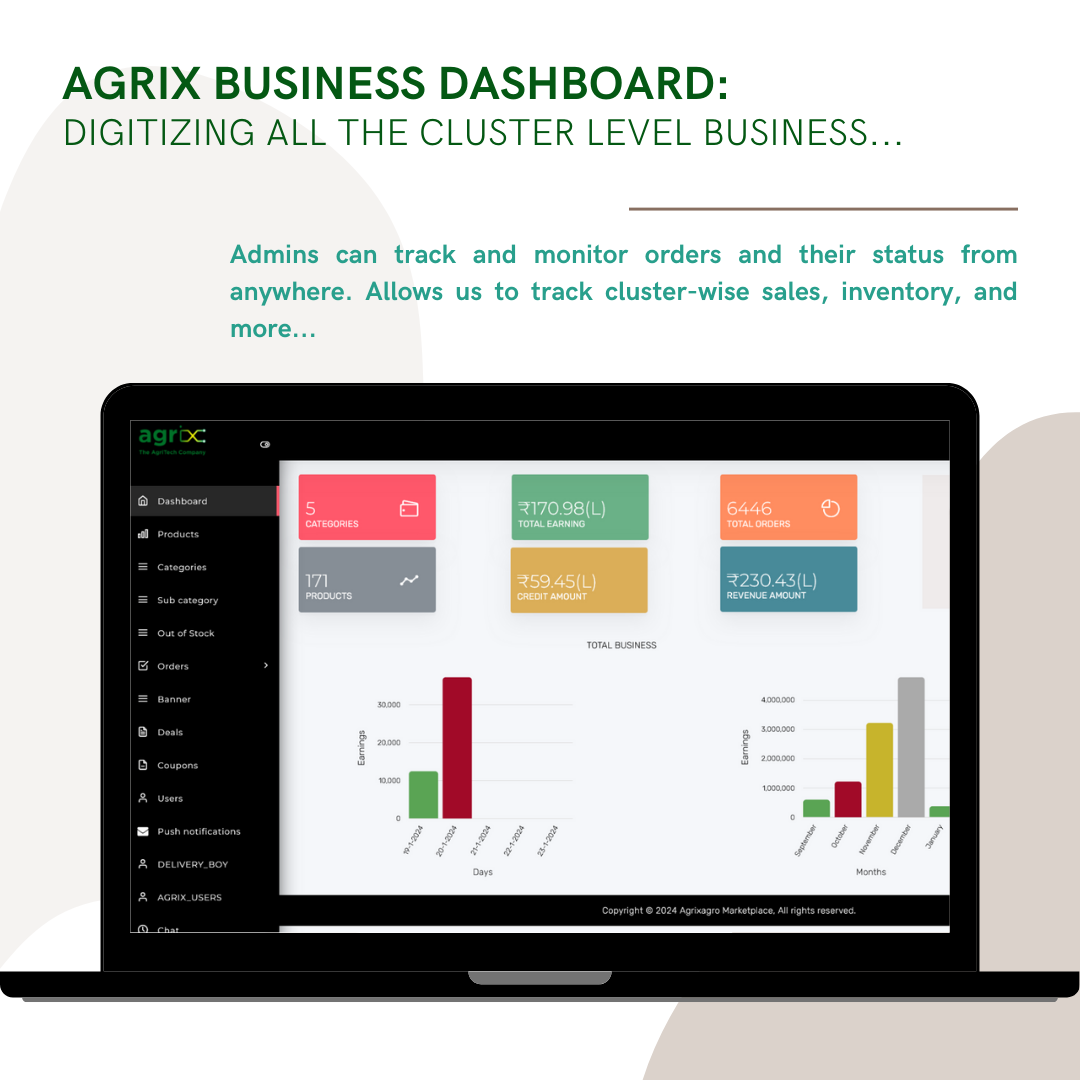 AGRIX BUSINESS DASHBOARD:
DIGITIZING ALL THE CLUSTER LEVEL BUSINESS...
Admins can track and monitor orders and their status from
anywhere. Allows us to track cluster-wise sales, inventory, and
more...
agrix
The AgriTech Company
Dashboard
Products
Categories
Sub category
Out of Stock
Orders
Banner
Deals
Coupons
Users
Push notifications
DELIVERY_BOY
AGRIX_USERS
Chat
5
CATEGORIES
₹170.98(L)
TOTAL EARNING
6446
TOTAL ORDERS
171
PRODUCTS
₹59.45(L)
CREDIT AMOUNT
₹230.43(L)
REVENUE AMOUNT
TOTAL BUSINESS
Earnings
30,000
20,000
10,000
0
19-1-2024
20-1-2024
21-1-2024
22-1-2024
23-1-2024
Days
Earnings
4,000,000
3,000,000
2,000,000
1,000,000
0
September
October
November
December
January
Months
Copyright © 2024 Agrixagro Marketplace, All rights reserved.